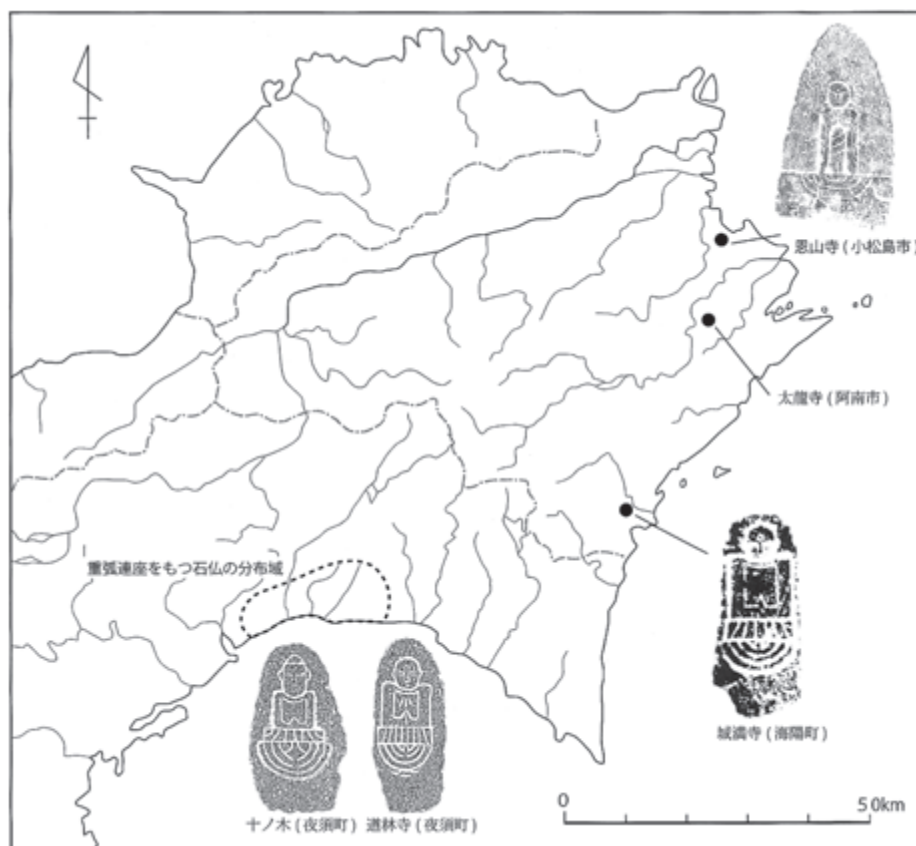 恩山寺 (小松島市)
太龍寺 (阿南市)
重弧連座をもつ石仏の分布域
城満寺 (海陽町)
十ノ木 (夜須町) 道林寺 (夜須町)
0 50km